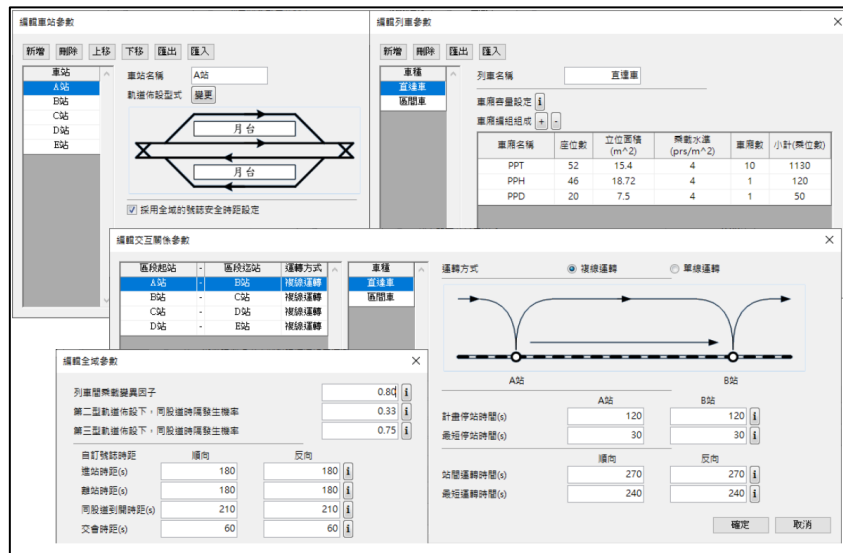 編輯車站參數
新增 刪除 上移 下移 匯出 匯入
車站
A站
B站
C站
D站
E站
車站名稱 A站
軌道佈設型式 變更
月台
月台
採用全域的號誌安全時距設定
編輯列車參數
新增 刪除 匯出 匯入
車種
直達車
區間車
列車名稱 直達車
車廂容量設定 i
車廂編組組成 + -
車廂名稱 座位數 立位面積(m^2) 乘載水準(prs/m^2) 車廂數 小計(乘位數)
PPT 52 15.4 4 10 1130
PPH 46 18.72 4 1 120
PPD 20 7.5 4 1 50
編輯交互關係參數
區段起站 - 區段迄站 運轉方式
A站 - B站 複線運轉
B站 - C站 複線運轉
C站 - D站 複線運轉
D站 - E站 複線運轉
車種
直達車
區間車
運轉方式 複線運轉 單線運轉
A站 B站
A站 B站
計畫停站時間(s) 120 120 i
最短停站時間(s) 30 30 i
順向 反向
站間運轉時間(s) 270 270 i
最短運轉時間(s) 240 240 i
確定 取消
編輯全域參數
列車間乘載變異因子 0.80 i
第二型軌道佈設下，同股道時隔發生機率 0.33 i
第三型軌道佈設下，同股道時隔發生機率 0.75 i
自訂號誌時距 順向 反向
進站時距(s) 180 180 i
離站時距(s) 180 180 i
同股道到開時距(s) 210 210 i
交會時距(s) 60 60 i